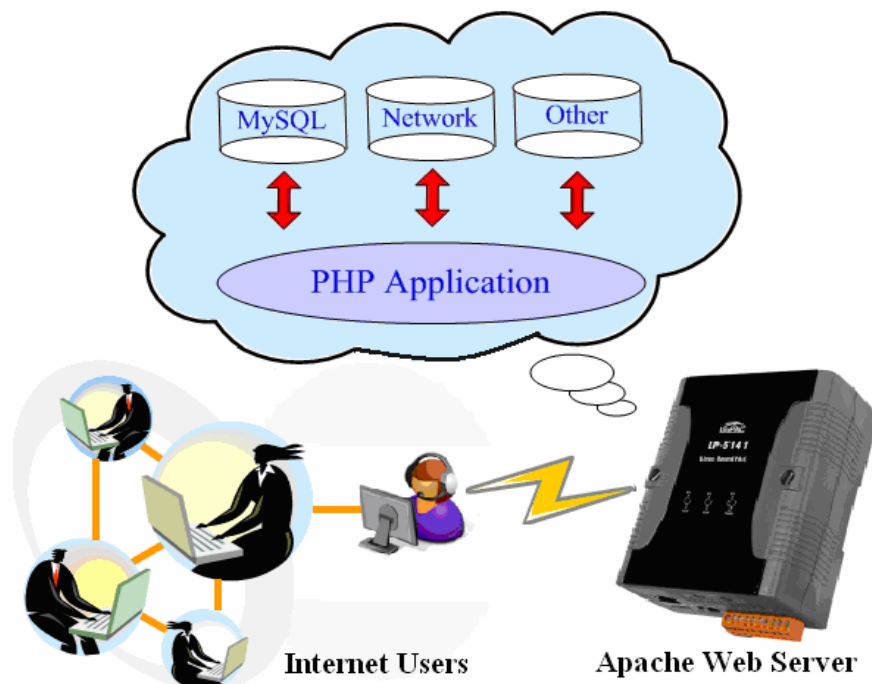 MySQL
Network
Other
PHP Application
LP-5141
Internet Users
Apache Web Server